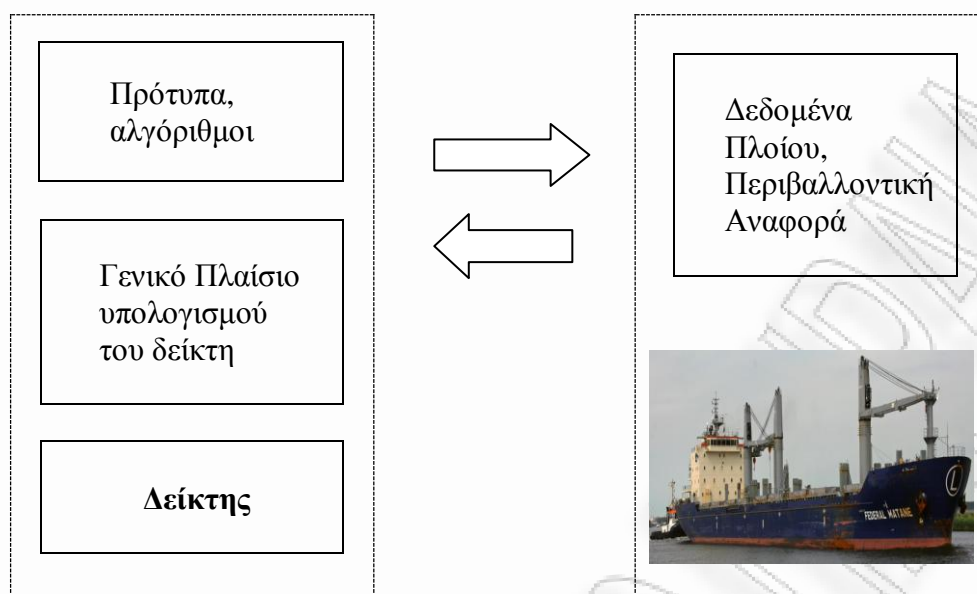 Πρότυπα,
αλγόριθμοι
Γενικό Πλαίσιο
υπολογισμού
του δείκτη
Δείκτης
Δεδομένα
Πλοίου,
Περιβαλλοντική
Αναφορά
FEDERAL MATANE